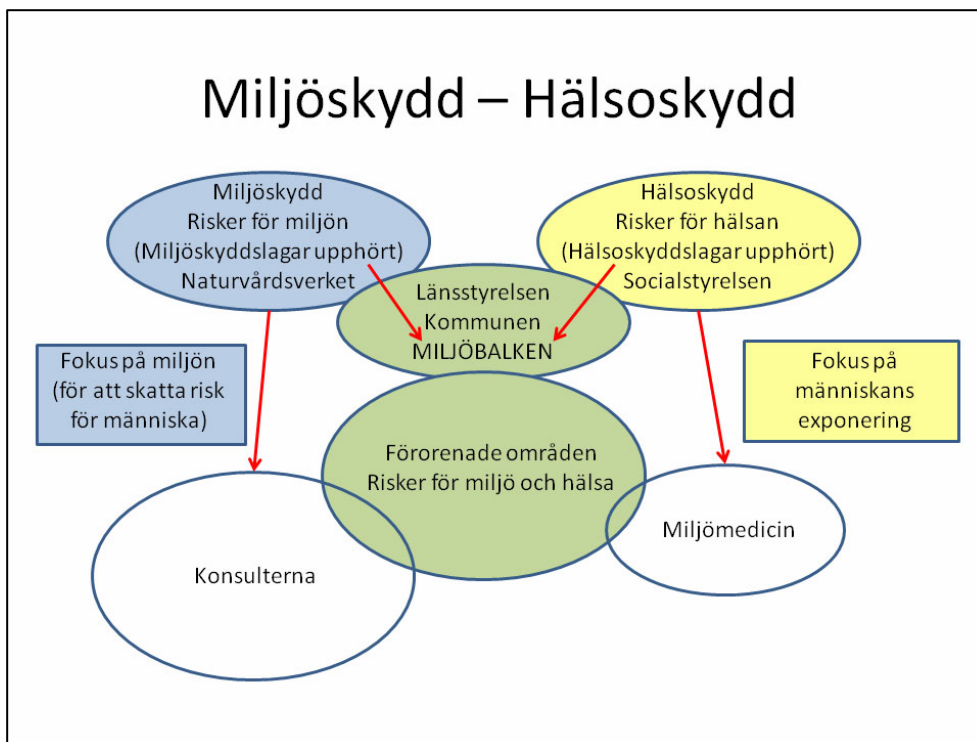 Miljöskydd – Hälsoskydd
Miljöskydd
Risker för miljön
(Miljöskyddslagar upphört)
Naturvårdsverket
Hälsoskydd
Risker för hälsan
(Hälsoskyddslagar upphört)
Socialstyrelsen
Länsstyrelsen
Kommunen
MILJÖBALKEN
Fokus på miljön
(för att skatta risk
för människa)
Fokus på
människans
exponering
Förorenade områden
Risker för miljö och hälsa
Konsulterna
Miljömedicin